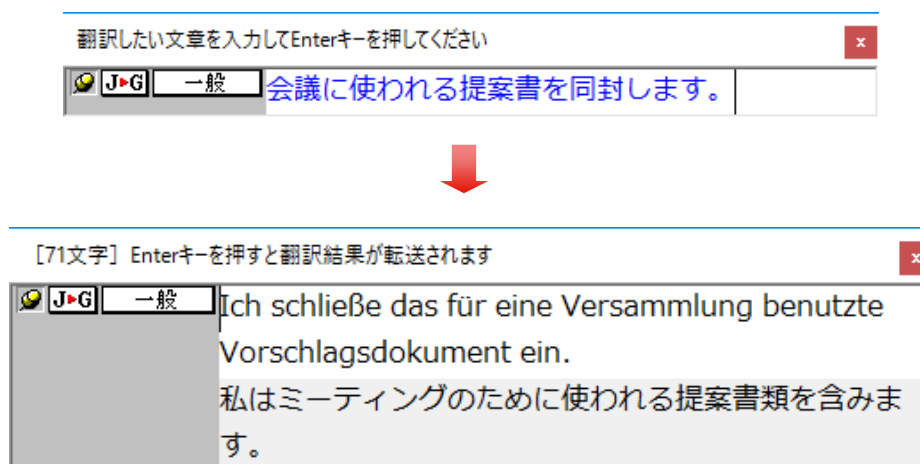 翻訳したい文章を入力してEnterキーを押してください
x
J▶G 一般 会議に使われる提案書を同封します。
[71文字] Enterキーを押すと翻訳結果が転送されます
x
J▶G 一般 Ich schließe das für eine Versammlung benutzte
Vorschlagsdokument ein.
私はミーティングのために使われる提案書類を含みま
す。